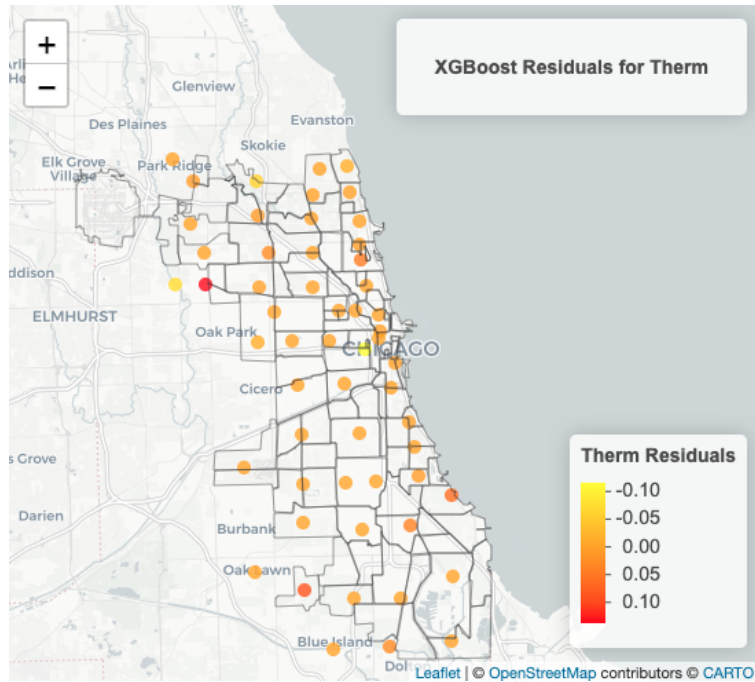 +
−
XGBoost Residuals for Therm
Glenview
Evanston
Des Plaines
Skokie
Elk Grove
Village
Park Ridge
ddison
ELMHURST
Oak Park
CHICAGO
Cicero
s Grove
Darien
Burbank
Oak Lawn
Blue Island
Dolton
Therm Residuals
-0.10
-0.05
0.00
0.05
0.10
Leaflet | © OpenStreetMap contributors © CARTO